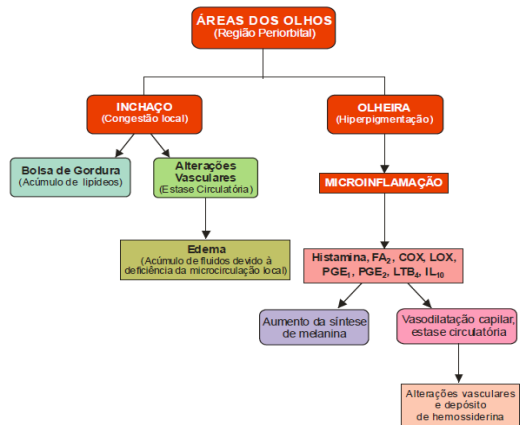 ÁREAS DOS OLHOS
(Região Periorbital)
INCHAÇO
(Congestão local)
OLHEIRA
(Hiperpigmentação)
Bolsa de Gordura
(Acúmulo de lipídeos)
Alterações
Vasculares
(Estase Circulatória)
MICROINFLAMAÇÃO
Edema
(Acúmulo de fluidos devido à
deficiência da microcirculação local)
Histamina, FA₂, COX, LOX,
PGE₁, PGE₂, LTB₄, IL₁₀
Aumento da síntese
de melanina
Vasodilatação capilar,
estase circulatória
Alterações vasculares
e depósito
de hemossiderina